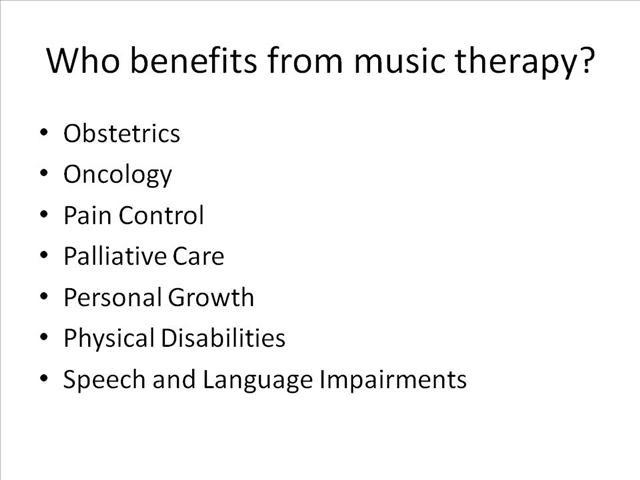 Who benefits from music therapy?
• Obstetrics
• Oncology
• Pain Control
• Palliative Care
• Personal Growth
• Physical Disabilities
• Speech and Language Impairments